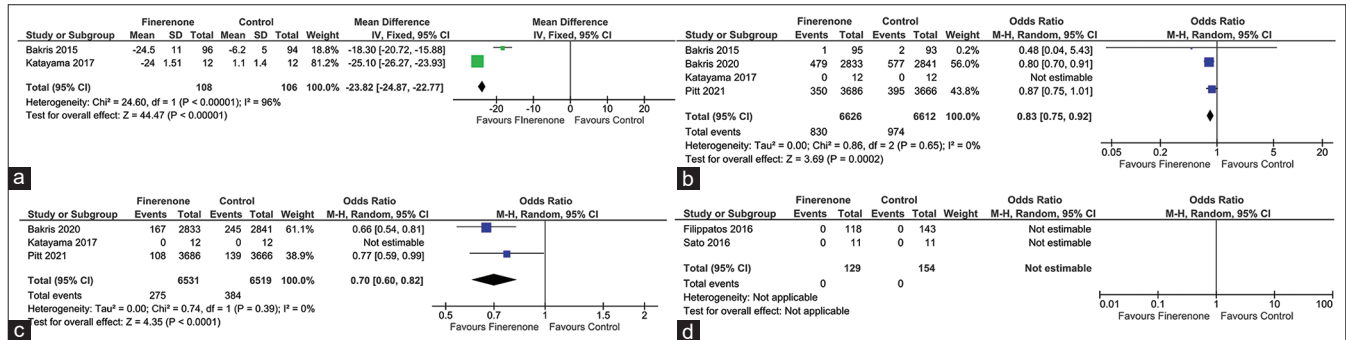 Finerenone Control Mean Difference Mean Difference
Study or Subgroup Mean SD Total Mean SD Total Weight IV, Fixed, 95% CI IV, Fixed, 95% CI
Bakris 2015 -24.5 11 96 -6.2 5 94 18.8% -18.30 [-20.72, -15.88]
Katayama 2017 -24 1.51 12 1.1 1.4 12 81.2% -25.10 [-26.27, -23.93]
Total (95% CI) 108 106 100.0% -23.82 [-24.87, -22.77]
Heterogeneity: Chi² = 24.60, df = 1 (P < 0.00001); I² = 96%
Test for overall effect: Z = 44.47 (P < 0.00001)
-20 -10 0 10 20
Favours FInerenone Favours Control
a
Finerenone Control Odds Ratio Odds Ratio
Study or Subgroup Events Total Events Total Weight M-H, Random, 95% CI M-H, Random, 95% CI
Bakris 2015 1 95 2 93 0.2% 0.48 [0.04, 5.43]
Bakris 2020 479 2833 577 2841 56.0% 0.80 [0.70, 0.91]
Katayama 2017 0 12 0 12 Not estimable
Pitt 2021 350 3686 395 3666 43.8% 0.87 [0.75, 1.01]
Total (95% CI) 6626 6612 100.0% 0.83 [0.75, 0.92]
Total events 830 974
Heterogeneity: Tau² = 0.00; Chi² = 0.86, df = 2 (P = 0.65); I² = 0%
Test for overall effect: Z = 3.69 (P = 0.0002)
0.05 0.2 1 5 20
Favours Finerenone Favours Control
b
Finerenone Control Odds Ratio Odds Ratio
Study or Subgroup Events Total Events Total Weight M-H, Random, 95% CI M-H, Random, 95% CI
Bakris 2020 167 2833 245 2841 61.1% 0.66 [0.54, 0.81]
Katayama 2017 0 12 0 12 Not estimable
Pitt 2021 108 3686 139 3666 38.9% 0.77 [0.59, 0.99]
Total (95% CI) 6531 6519 100.0% 0.70 [0.60, 0.82]
Total events 275 384
Heterogeneity: Tau² = 0.00; Chi² = 0.74, df = 1 (P = 0.39); I² = 0%
Test for overall effect: Z = 4.35 (P < 0.0001)
0.5 0.7 1 1.5 2
Favours Finerenone Favours Control
c
Finerenone Control Odds Ratio Odds Ratio
Study or Subgroup Events Total Events Total Weight M-H, Random, 95% CI M-H, Random, 95% CI
Filippatos 2016 0 118 0 143 Not estimable
Sato 2016 0 11 0 11 Not estimable
Total (95% CI) 129 154 Not estimable
Total events 0 0
Heterogeneity: Not applicable
Test for overall effect: Not applicable
0.01 0.1 1 10 100
Favours Finerenone Favours Control
d